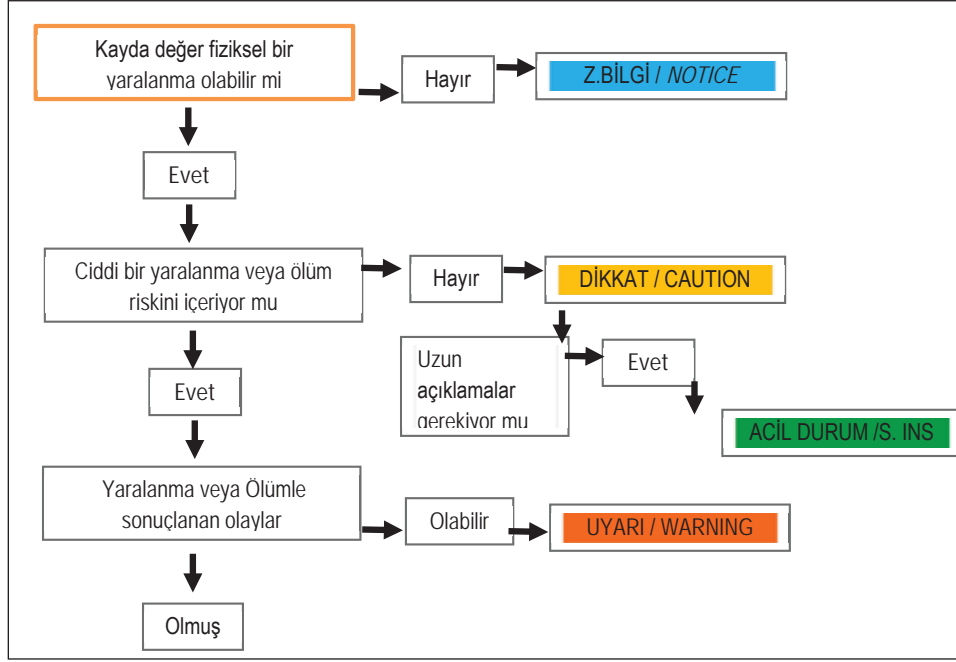 Kayda değer fiziksel bir
yaralanma olabilir mi
Hayır
Z.BİLGİ / NOTICE
Evet
Ciddi bir yaralanma veya ölüm
riskini içeriyor mu
Hayır
DİKKAT / CAUTION
Uzun
açıklamalar
gerekiyor mu
Evet
Evet
ACİL DURUM /S. INS
Yaralanma veya Ölümle
sonuçlanan olaylar
Olabilir
UYARI / WARNING
Olmuş